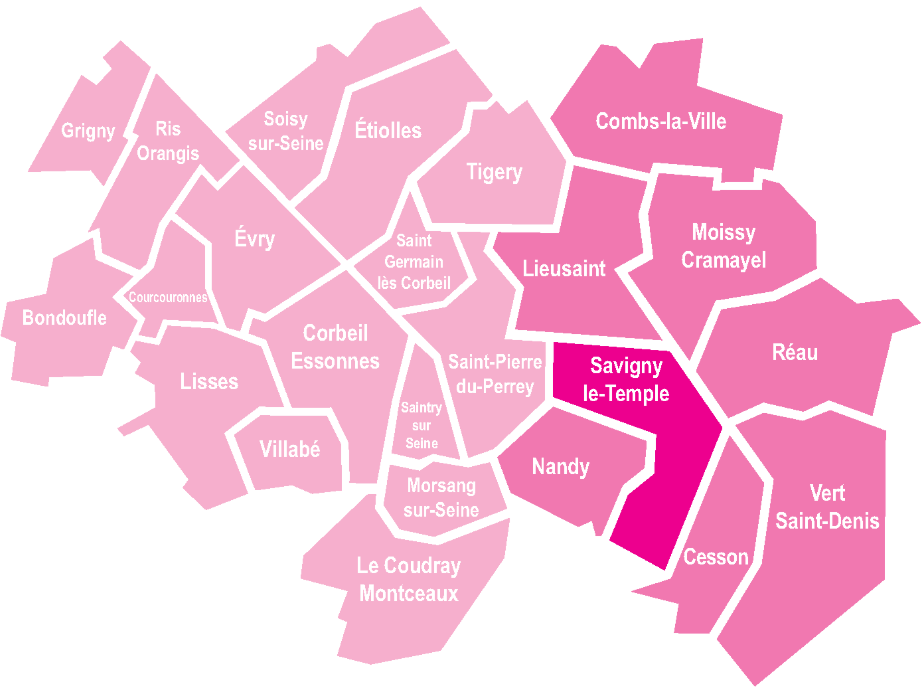 Combs-la-Ville
Soisy
sur-Seine
Étiolles
Grigny
Ris
Orangis
Tigery
Évry
Saint
Germain
lès Corbeil
Moissy
Cramayel
Lieusaint
Courcouronnes
Bondoufle
Corbeil
Essonnes
Saint-Pierre
du-Perrey
Savigny
le-Temple
Réau
Lisses
Saintry
sur
Seine
Villabé
Nandy
Morsang
sur-Seine
Vert
Saint-Denis
Cesson
Le Coudray
Montceaux